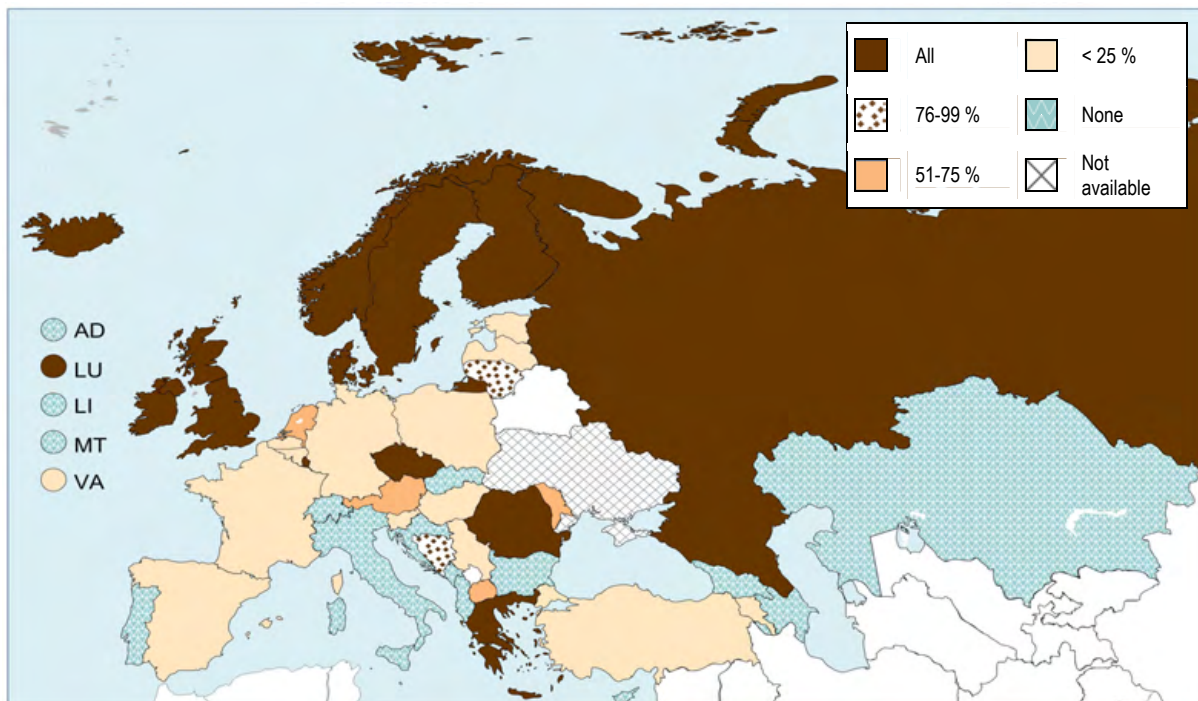 All
< 25 %
76-99 %
None
51-75 %
Not
available
AD
LU
LI
MT
VA